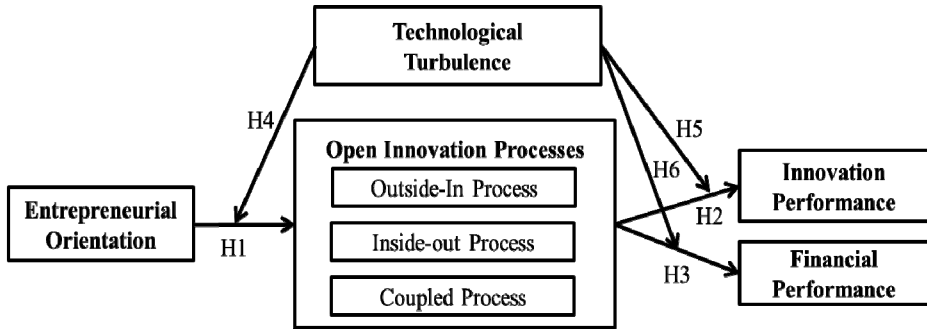 Technological
Turbulence
H4
H5
Open Innovation Processes
H6
Outside-In Process
Innovation
Performance
Entrepreneurial
Orientation
H2
H1
Inside-out Process
H3
Financial
Performance
Coupled Process